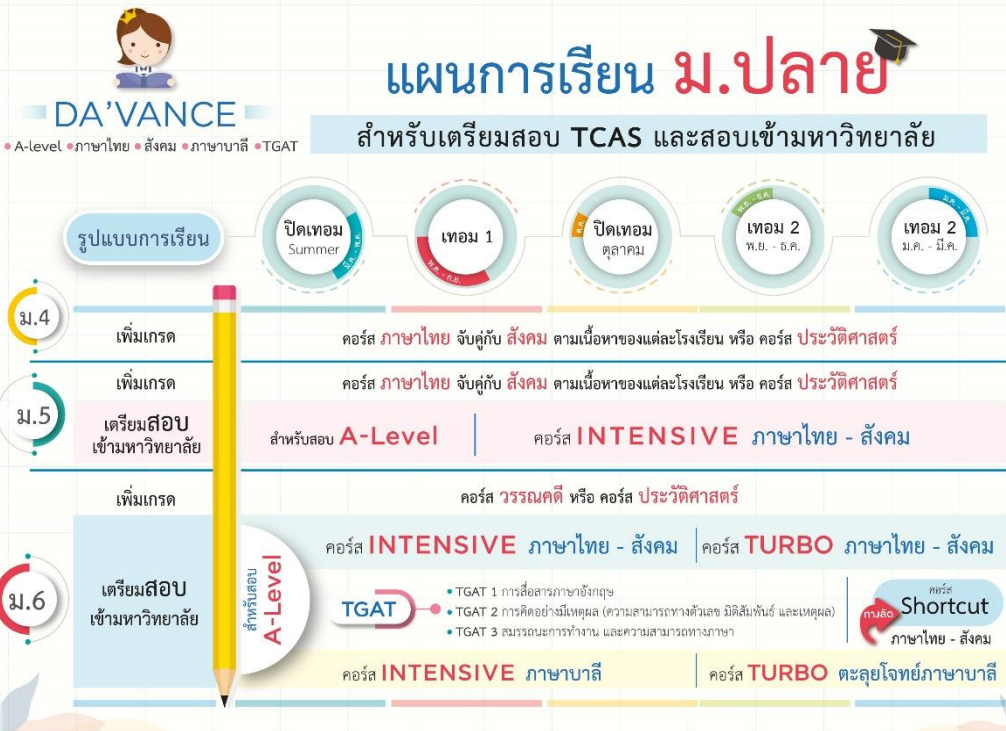 แผนการเรียน ม.ปลาย
DA'VANCE
• A-level • ภาษาไทย • สังคม • ภาษาบาลี • TGAT
สำหรับเตรียมสอบ TCAS และสอบเข้ามหาวิทยาลัย
รูปแบบการเรียน
ปิดเทอม
Summer
มี.ค. - พ.ค.
เทอม 1
พ.ค. - ก.ย.
ปิดเทอม
ตุลาคม
ต.ค.
เทอม 2
พ.ย. - ธ.ค.
พ.ย. - ธ.ค.
เทอม 2
ม.ค. - มี.ค.
ม.ค. - มี.ค.
ม.4
เพิ่มเกรด
คอร์ส ภาษาไทย จับคู่กับ สังคม ตามเนื้อหาของแต่ละโรงเรียน หรือ คอร์ส ประวัติศาสตร์
ม.5
เพิ่มเกรด
คอร์ส ภาษาไทย จับคู่กับ สังคม ตามเนื้อหาของแต่ละโรงเรียน หรือ คอร์ส ประวัติศาสตร์
เตรียมสอบ
เข้ามหาวิทยาลัย
สำหรับสอบ A-Level
คอร์ส INTENSIVE ภาษาไทย - สังคม
ม.6
เพิ่มเกรด
คอร์ส วรรณคดี หรือ คอร์ส ประวัติศาสตร์
เตรียมสอบ
เข้ามหาวิทยาลัย
สำหรับสอบ
A-Level
คอร์ส INTENSIVE ภาษาไทย - สังคม
คอร์ส TURBO ภาษาไทย - สังคม
TGAT
• TGAT 1 การสื่อสารภาษาอังกฤษ
• TGAT 2 การคิดอย่างมีเหตุผล (ความสามารถทางตัวเลข มิติสัมพันธ์ และเหตุผล)
• TGAT 3 สมรรถนะการทำงาน และความสามารถทางภาษา
คอร์ส
ทางลัด
Shortcut
ภาษาไทย - สังคม
คอร์ส INTENSIVE ภาษาบาลี
คอร์ส TURBO ตะลุยโจทย์ภาษาบาลี